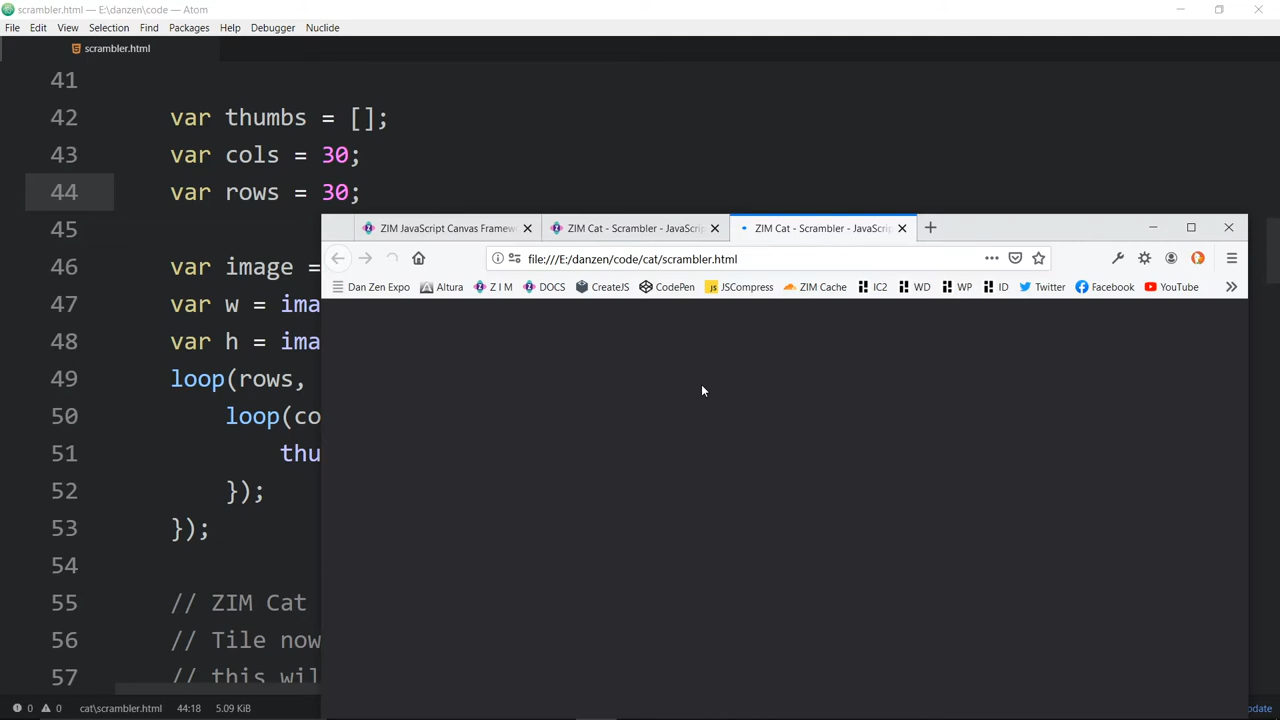 scrambler.html — E:\danzen\code — Atom
File Edit View Selection Find Packages Help Debugger Nuclide
scrambler.html
41
42 var thumbs = [];
43 var cols = 30;
44 var rows = 30;
45
46 var image =
47 var w = ima
48 var h = ima
49 loop(rows,
50 loop(co
51 thu
52 });
53 });
54
55 // ZIM Cat
56 // Tile now
57 // this wil
ZIM JavaScript Canvas Framew ZIM Cat - Scrambler - JavaScrip ZIM Cat - Scrambler - JavaScrip
file:///E:/danzen/code/cat/scrambler.html
Dan Zen Expo Altura Z I M DOCS CreateJS CodePen JSCompress ZIM Cache IC2 WD WP ID Twitter Facebook YouTube
0 0 cat\scrambler.html 44:18 5.09 KiB pdate